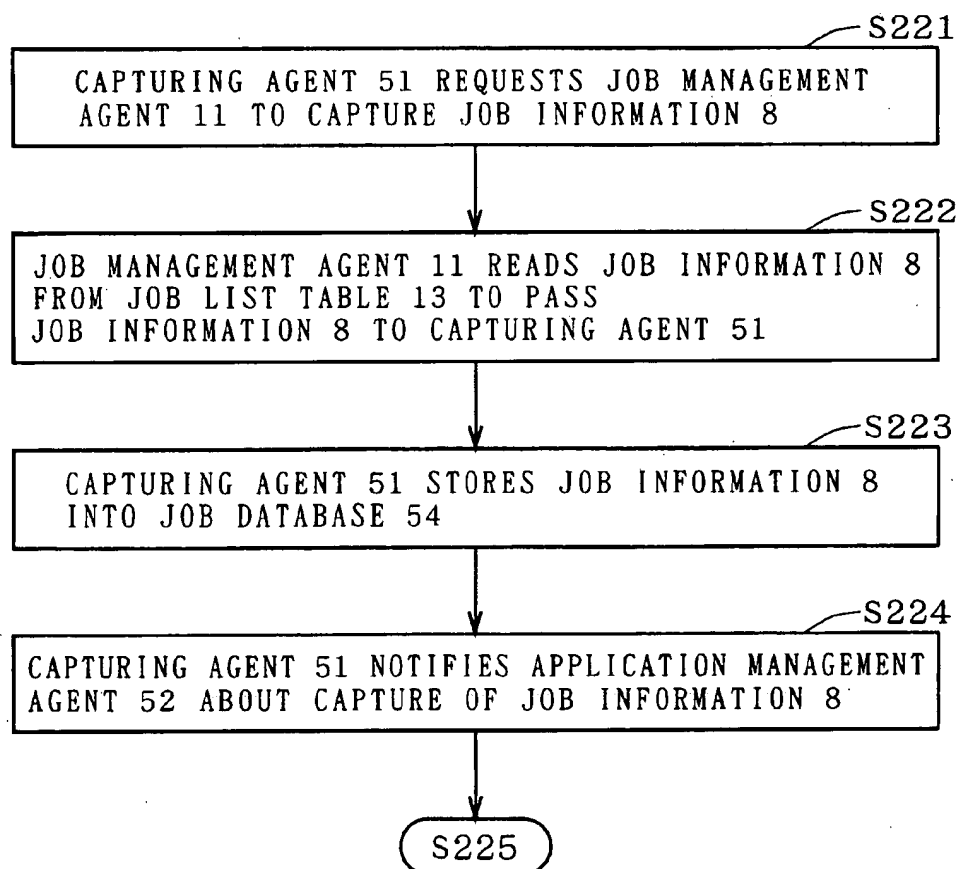 S221
CAPTURING AGENT 51 REQUESTS JOB MANAGEMENT
AGENT 11 TO CAPTURE JOB INFORMATION 8
S222
JOB MANAGEMENT AGENT 11 READS JOB INFORMATION 8
FROM JOB LIST TABLE 13 TO PASS
JOB INFORMATION 8 TO CAPTURING AGENT 51
S223
CAPTURING AGENT 51 STORES JOB INFORMATION 8
INTO JOB DATABASE 54
S224
CAPTURING AGENT 51 NOTIFIES APPLICATION MANAGEMENT
AGENT 52 ABOUT CAPTURE OF JOB INFORMATION 8
S225